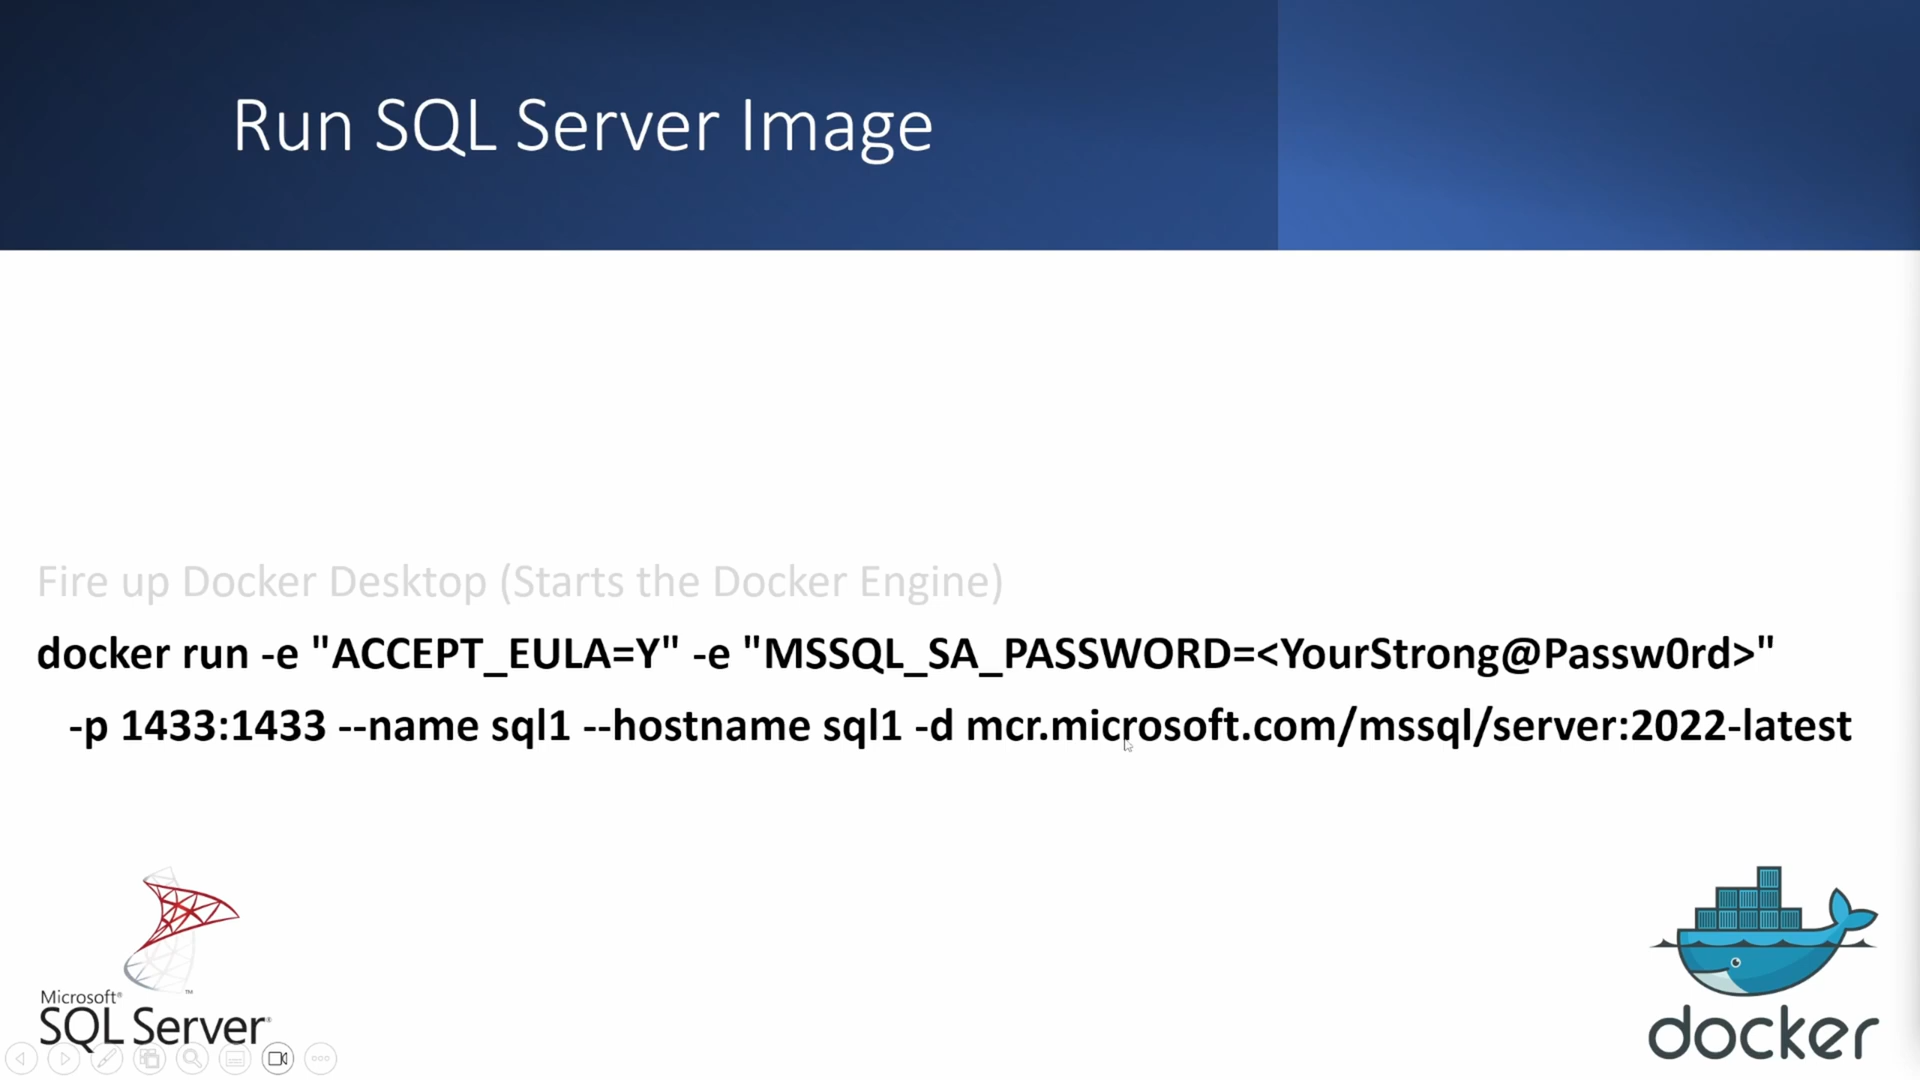 Run SQL Server Image
Fire up Docker Desktop (Starts the Docker Engine)
docker run -e "ACCEPT_EULA=Y" -e "MSSQL_SA_PASSWORD=<YourStrong@Passw0rd>"
-p 1433:1433 --name sql1 --hostname sql1 -d mcr.microsoft.com/mssql/server:2022-latest
Microsoft®
SQL Server®
™
docker